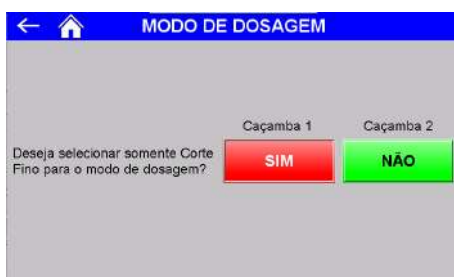 MODO DE DOSAGEM
Caçamba 1
Caçamba 2
Deseja selecionar somente Corte
Fino para o modo de dosagem?
SIM
NÃO